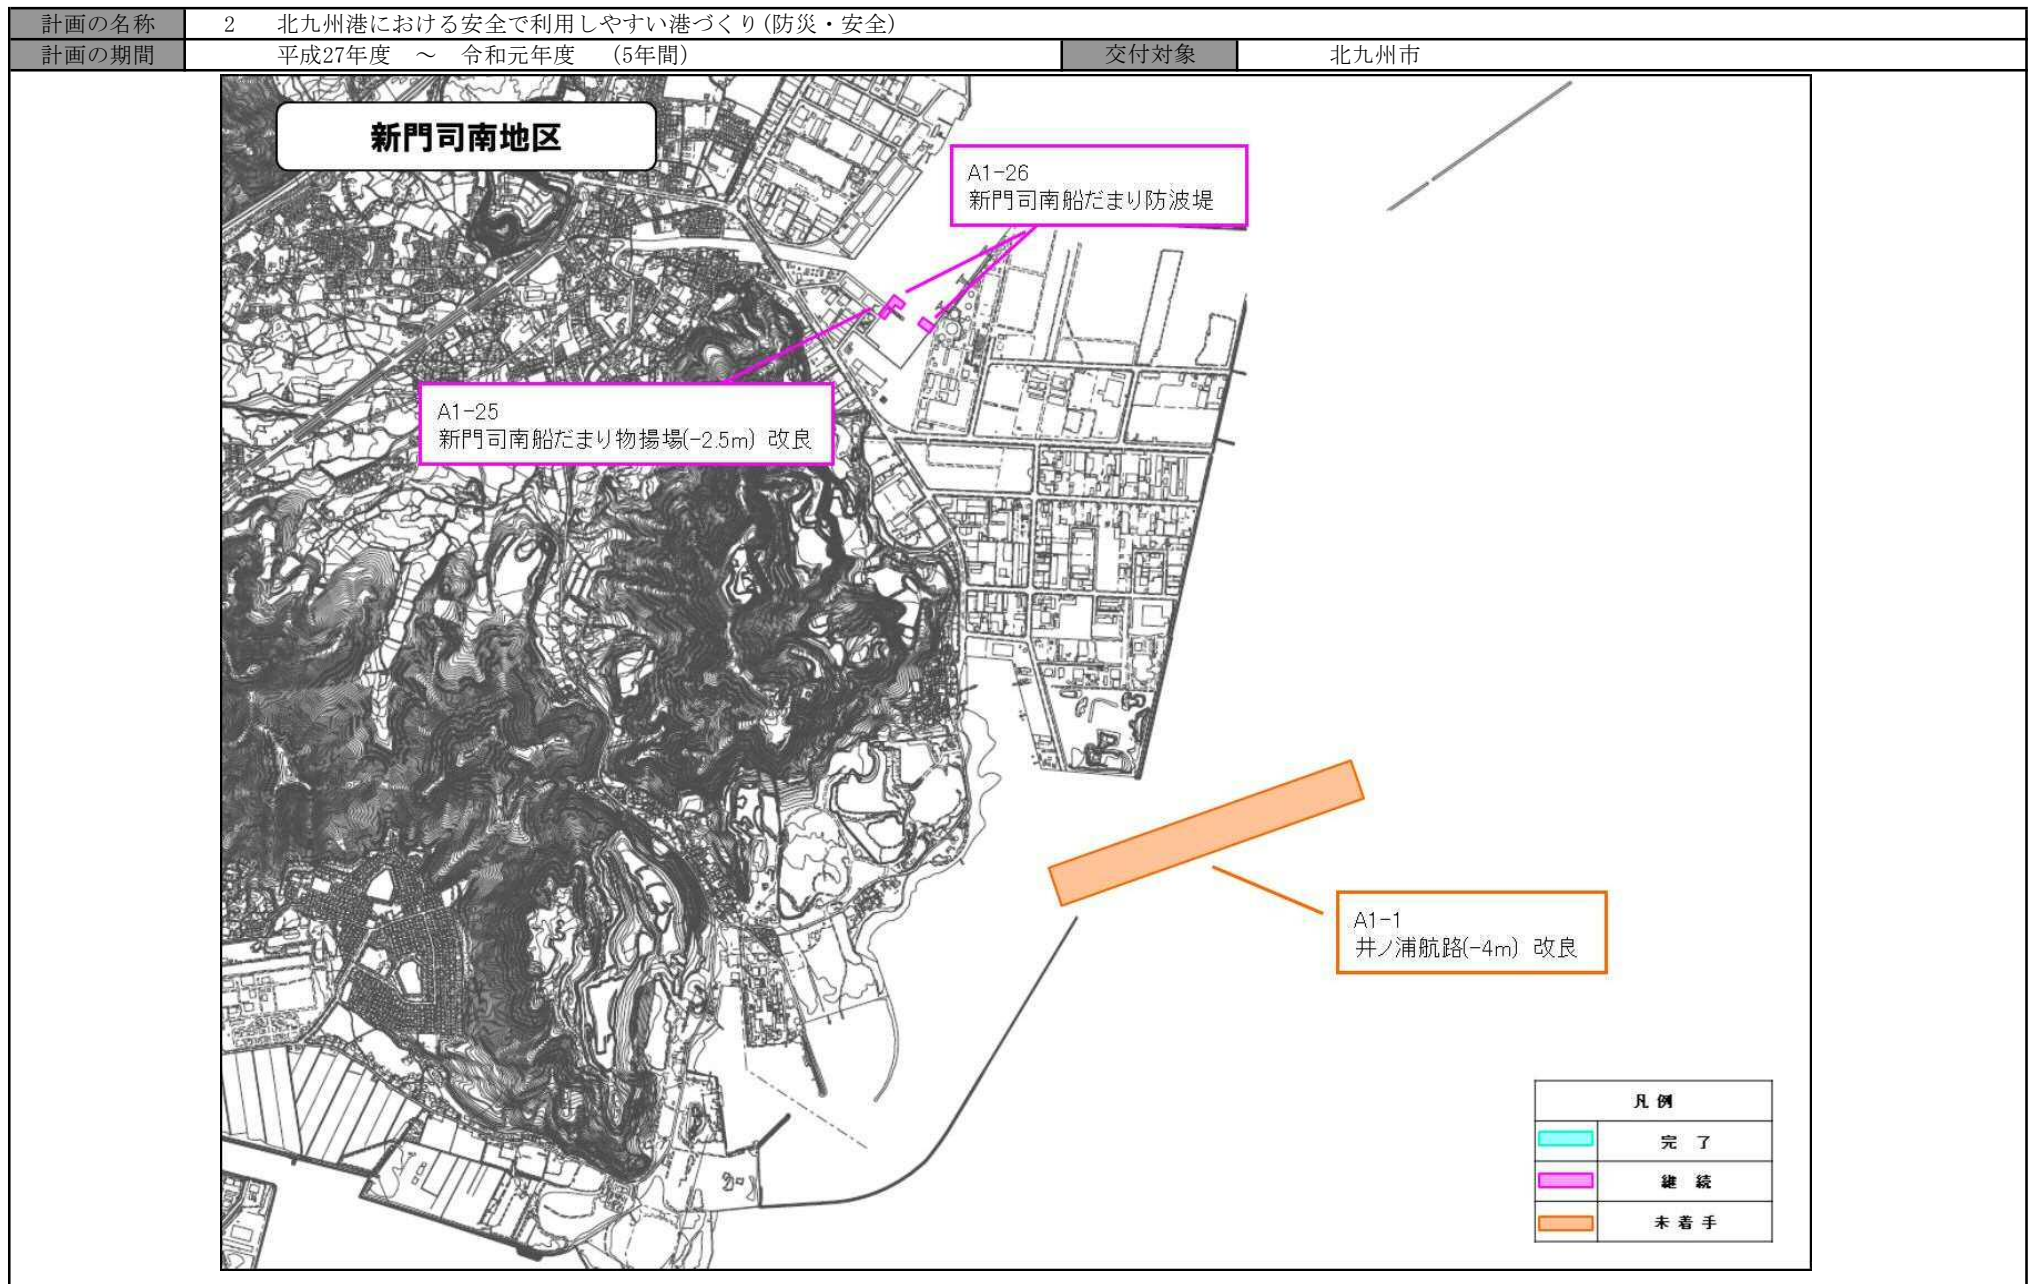 計画の名称 2 北九州港における安全で利用しやすい港づくり(防災・安全)
計画の期間 平成27年度 ～ 令和元年度 (5年間) 交付対象 北九州市
新門司南地区
A1-26
新門司南船だまり防波堤
A1-25
新門司南船だまり物揚場(-2.5m) 改良
A1-1
井ノ浦航路(-4m) 改良
凡例
完了
継続
未着手